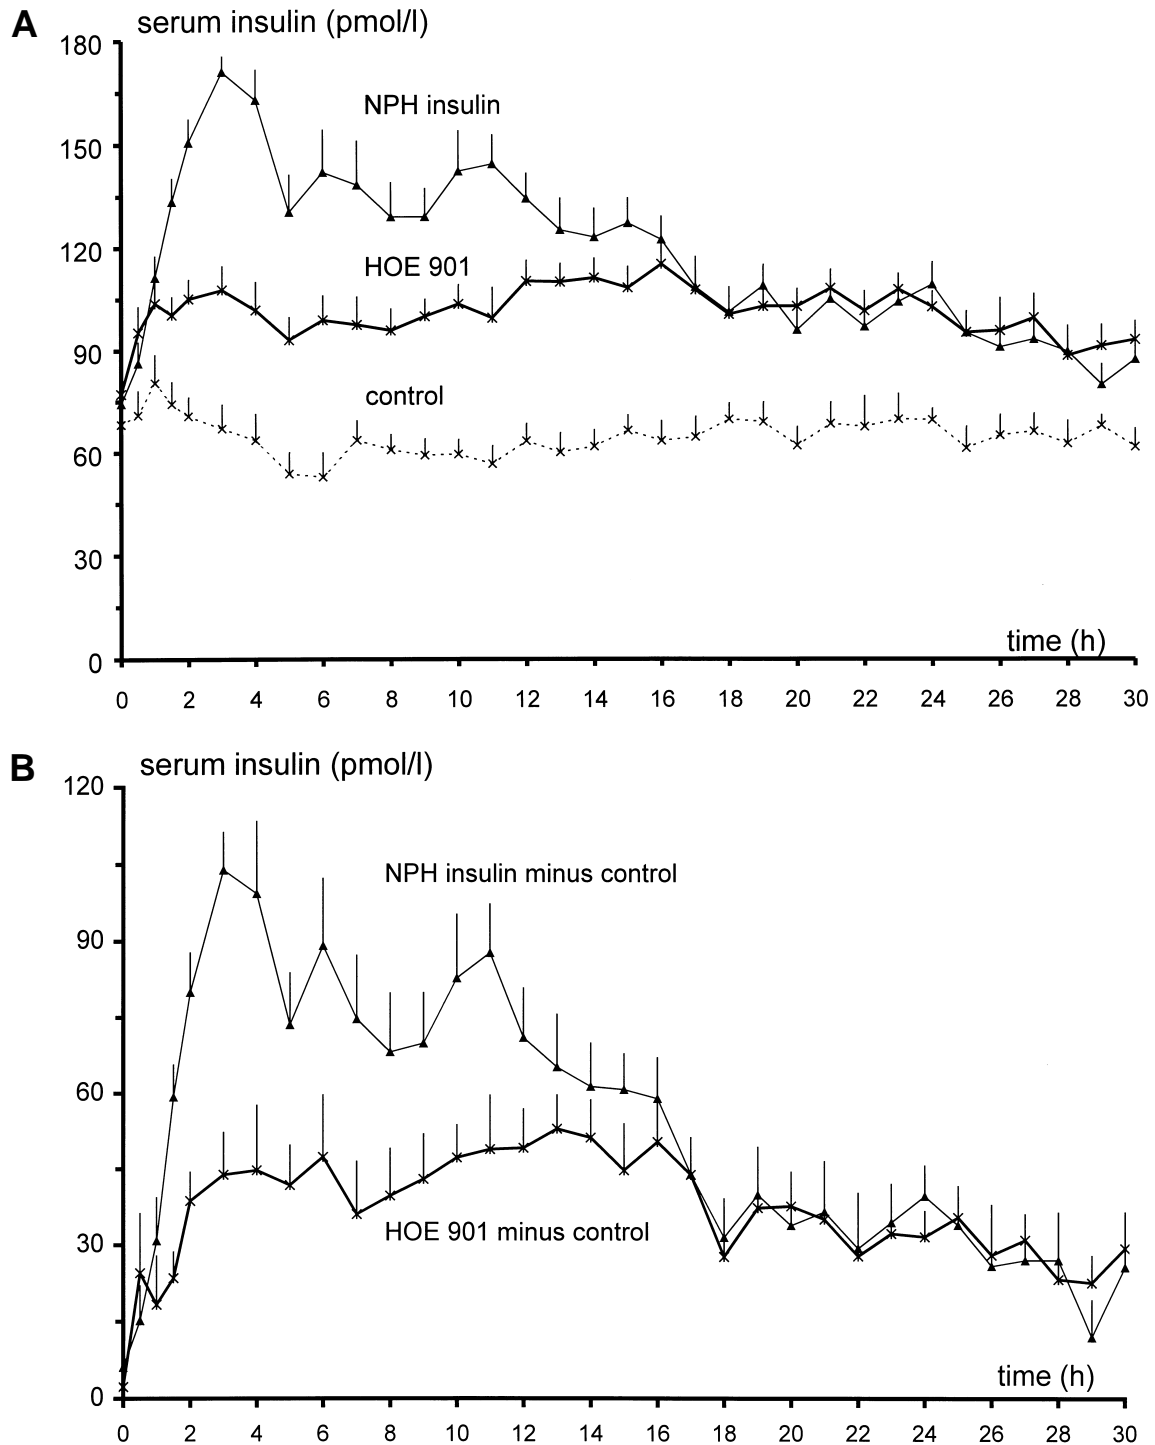 A
serum insulin (pmol/l)
180
150
120
90
60
30
0
NPH insulin
HOE 901
control
time (h)
0 2 4 6 8 10 12 14 16 18 20 22 24 26 28 30
B
serum insulin (pmol/l)
120
90
60
30
0
NPH insulin minus control
HOE 901 minus control
time (h)
0 2 4 6 8 10 12 14 16 18 20 22 24 26 28 30